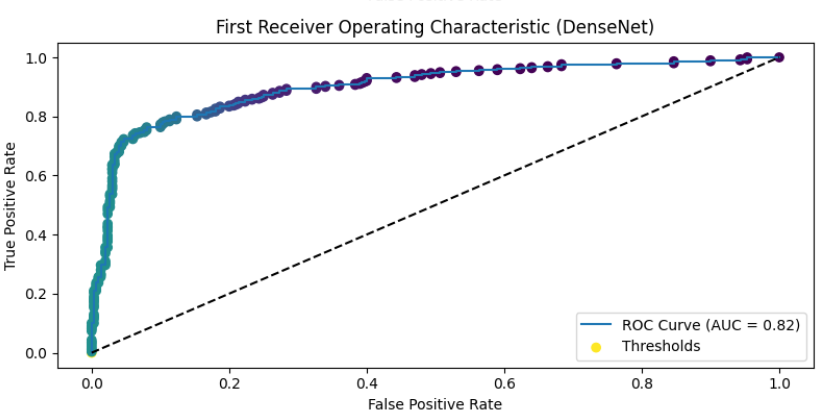 First Receiver Operating Characteristic (DenseNet)
True Positive Rate
1.0
0.8
0.6
0.4
0.2
0.0
ROC Curve (AUC = 0.82)
Thresholds
0.0 0.2 0.4 0.6 0.8 1.0
False Positive Rate